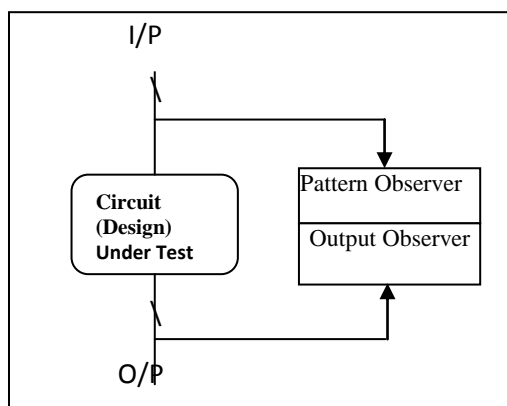 I/P
Pattern Observer
Circuit
(Design)
Under Test
Output Observer
O/P